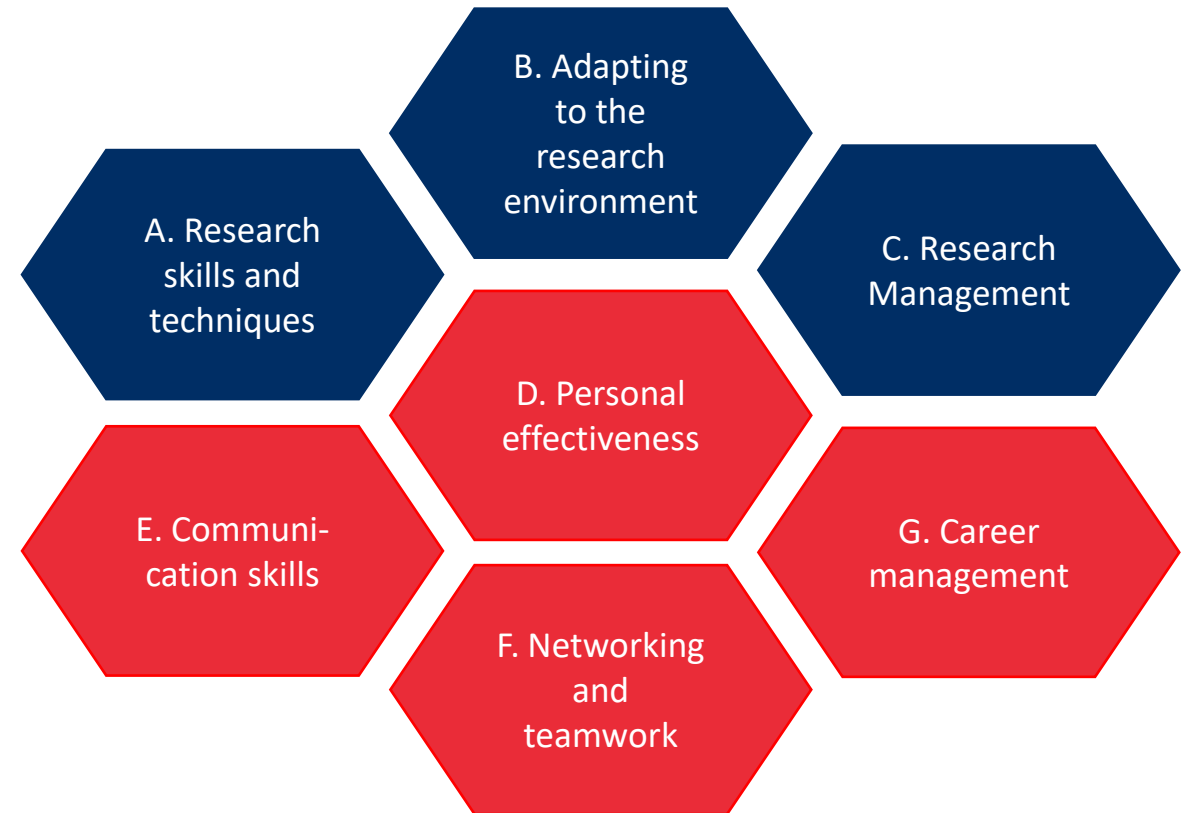 A. Research
skills and
techniques
B. Adapting
to the
research
environment
C. Research
Management
D. Personal
effectiveness
E. Communi-
cation skills
F. Networking
and
teamwork
G. Career
management